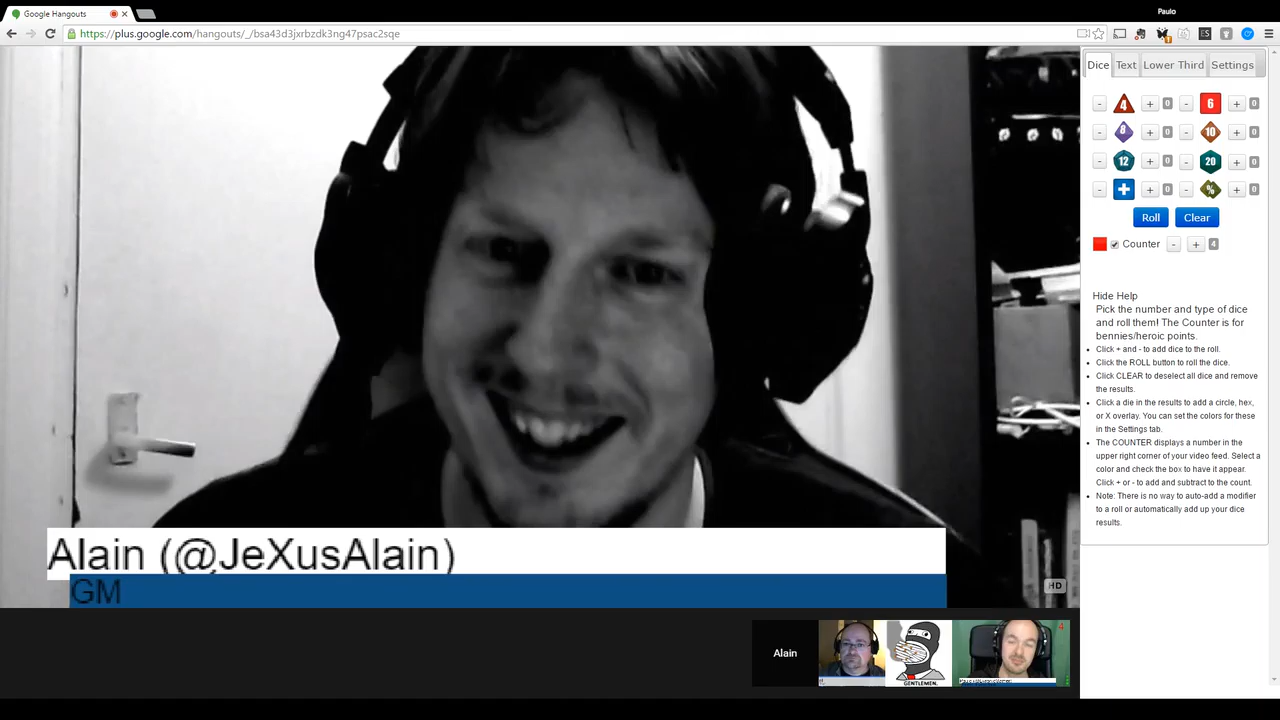 Paulo
Google Hangouts
https://plus.google.com/hangouts/_/bsa43d3jxrbzdk3ng47psac2sqe
ES
Dice Text Lower Third Settings
- 4 + 0 - 6 + 0
- 8 + 0 - 10 + 0
- 12 + 0 - 20 + 0
- + + 0 - % + 0
Roll Clear
Counter - + 4
Hide Help
Pick the number and type of dice
and roll them! The Counter is for
bennies/heroic points.
Click + and - to add dice to the roll.
Click the ROLL button to roll the dice.
Click CLEAR to deselect all dice and remove
the results.
Click a die in the results to add a circle, hex,
or X overlay. You can set the colors for these
in the Settings tab.
The COUNTER displays a number in the
upper right corner of your video feed. Select a
color and check the box to have it appear.
Click + or - to add and subtract to the count.
Note: There is no way to auto-add a modifier
to a roll or automatically add up your dice
results.
Alain (@JeXusAlain)
GM
HD
Alain
GENTLEMEN.